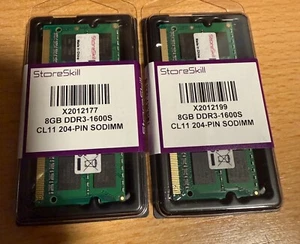 StoreSkill
X2012177
8GB DDR3-1600S
CL11 204-PIN SODIMM
StoreSkill
X2012199
8GB DDR3-1600S
CL11 204-PIN SODIMM